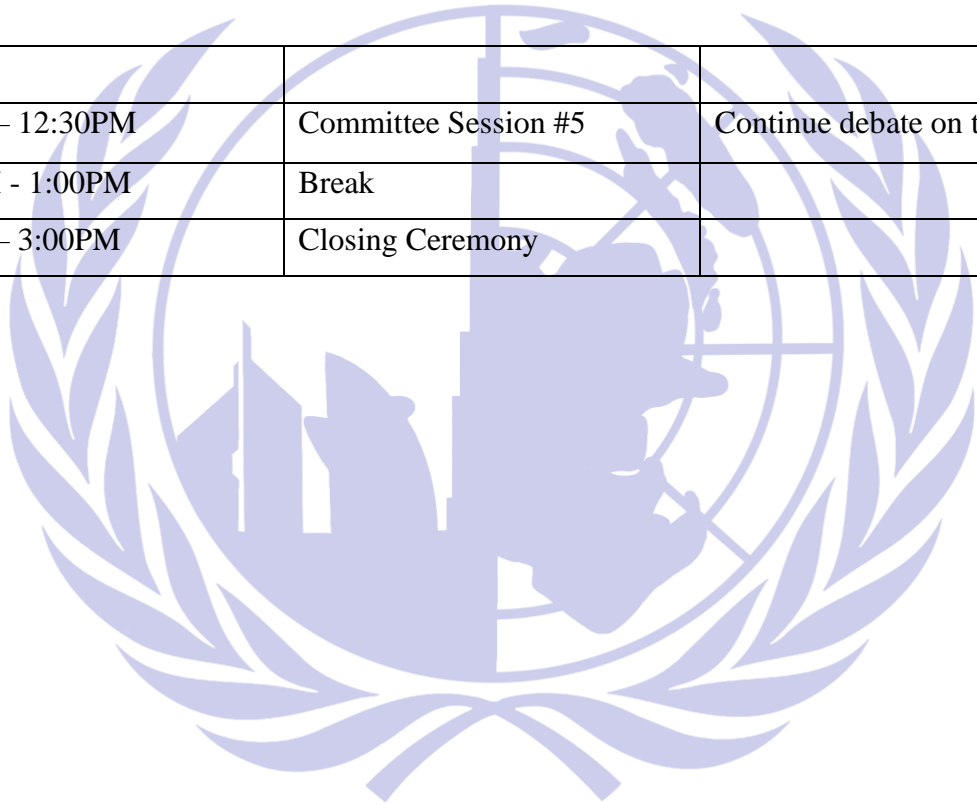 – 12:30PM Committee Session #5 Continue debate on
- 1:00PM Break
– 3:00PM Closing Ceremony